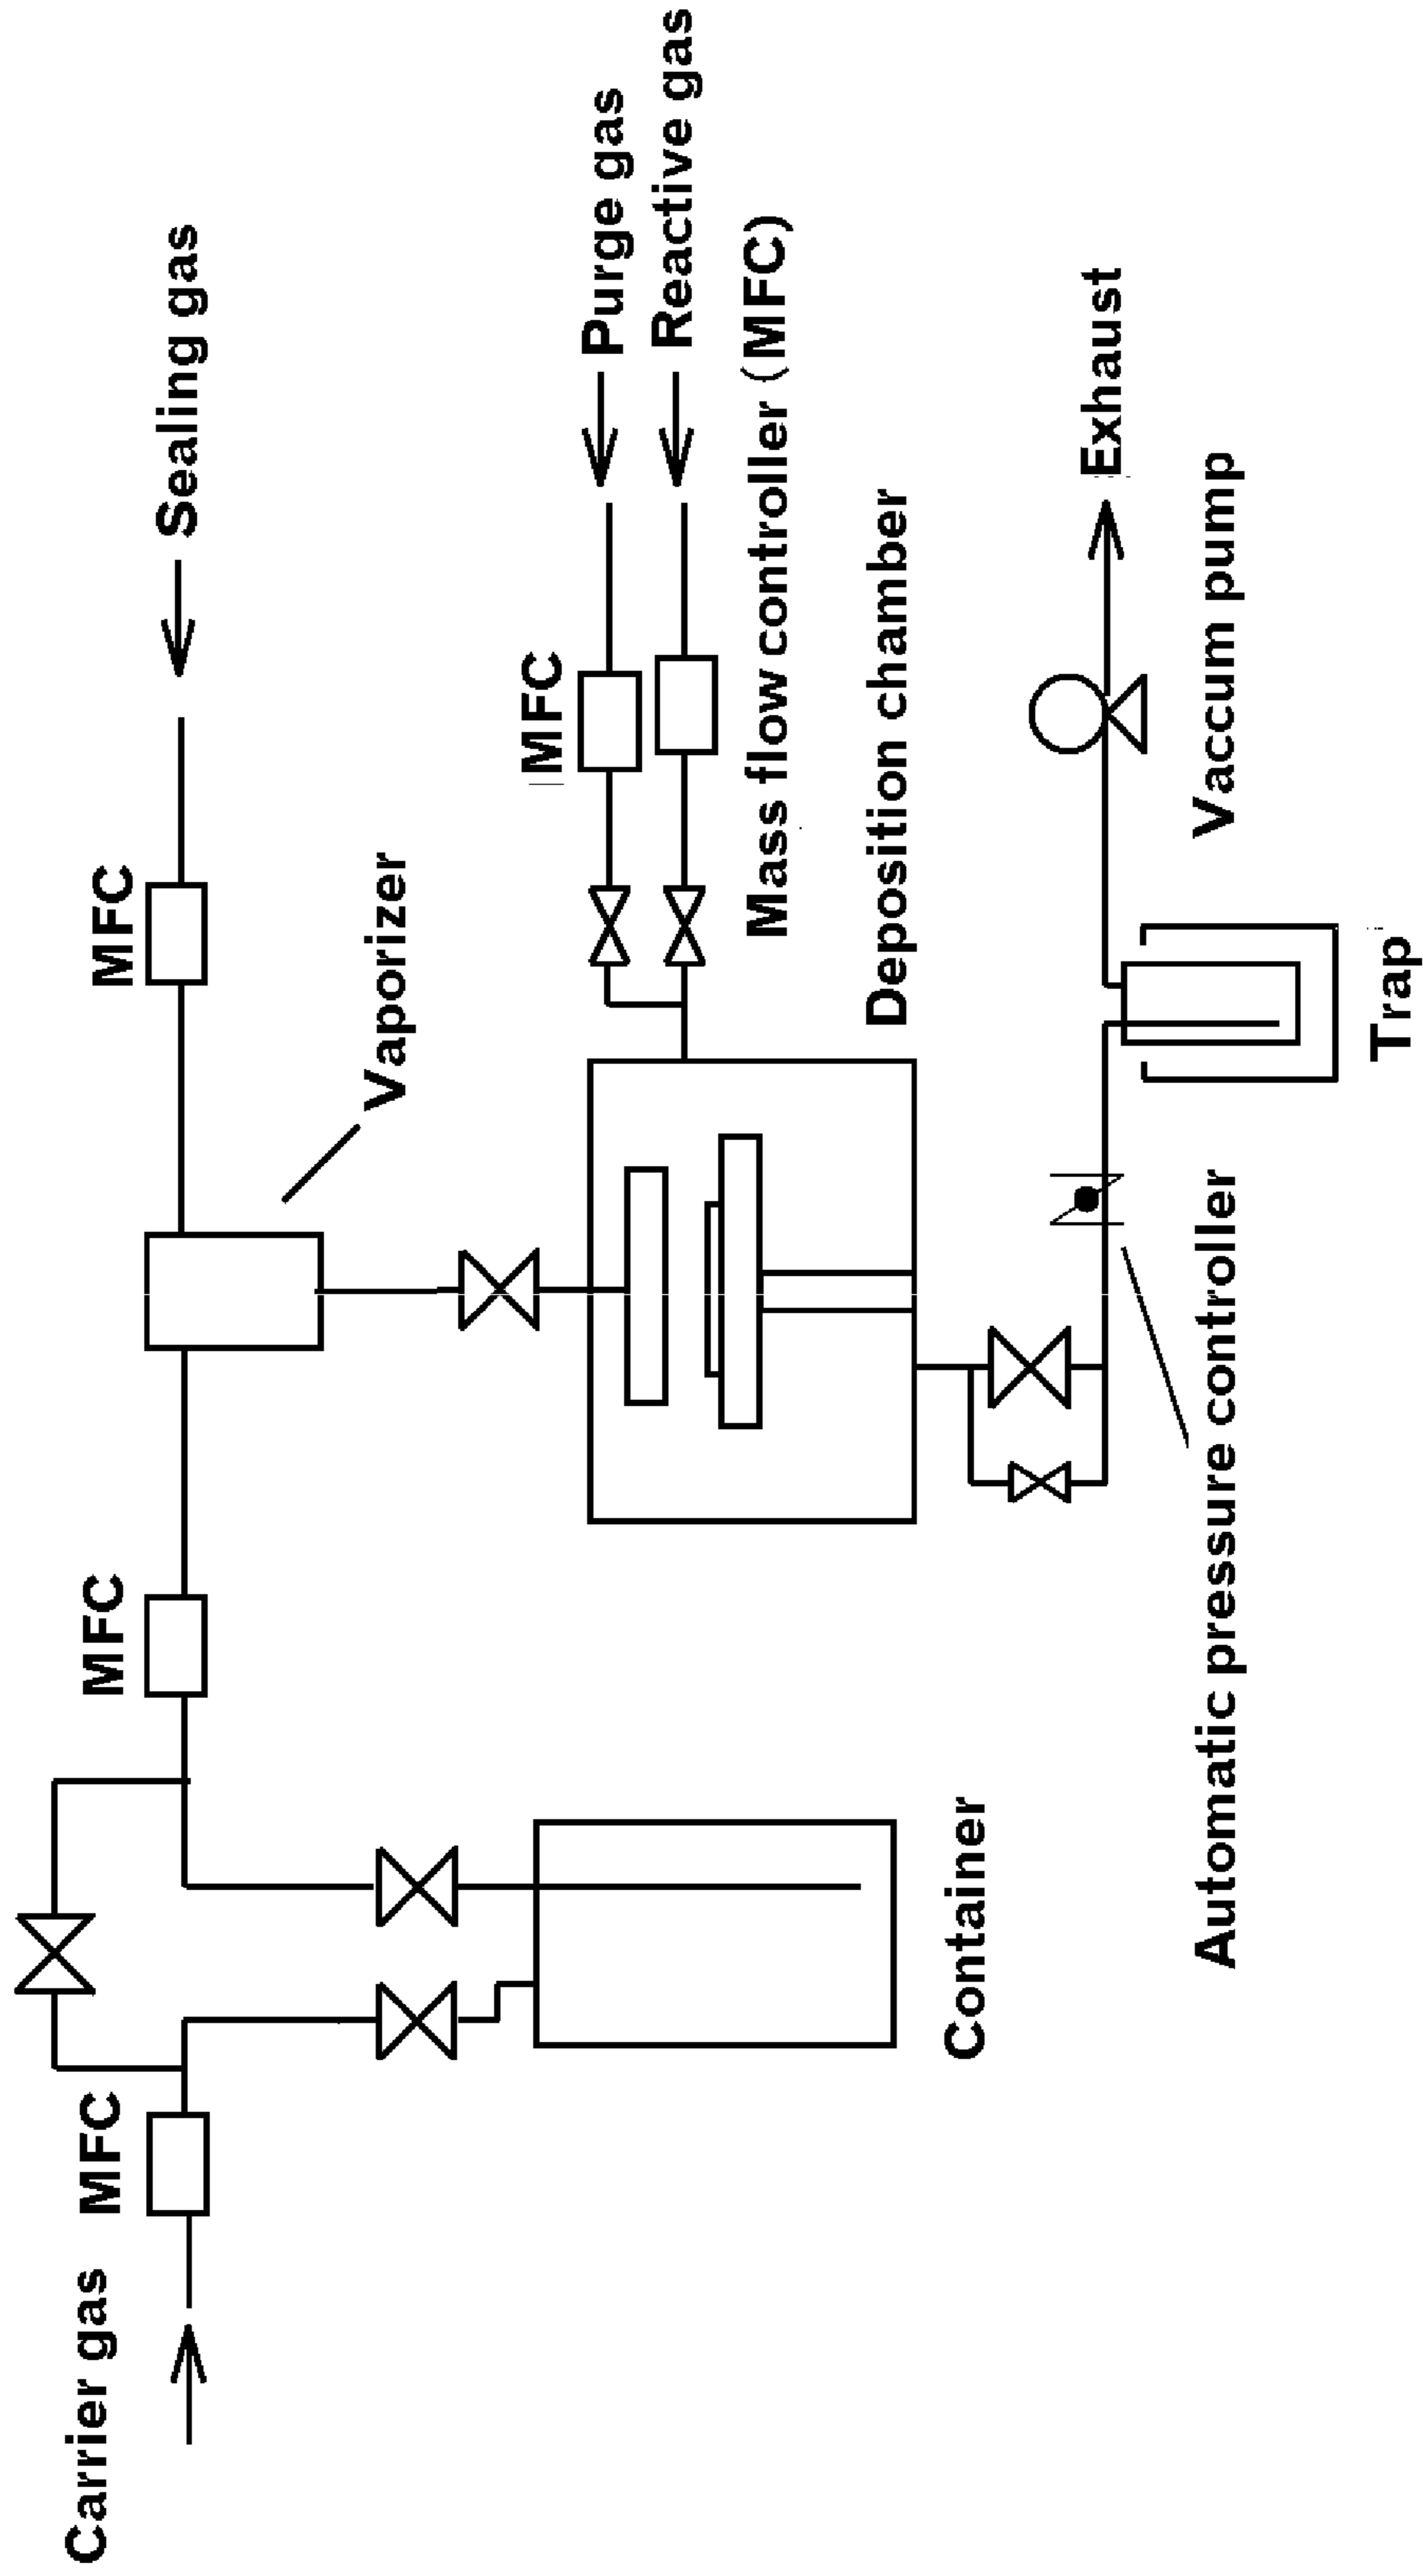 Carrier gas
MFC
MFC
MFC
Sealing gas
Vaporizer
MFC
Purge gas
Reactive gas
Mass flow controller (MFC)
Deposition chamber
Container
Exhaust
Vaccum pump
Automatic pressure controller
Trap